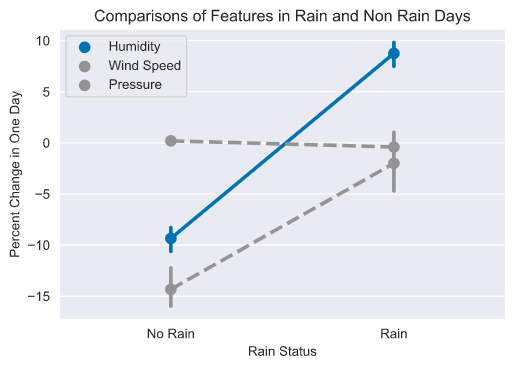 Comparisons of Features in Rain and Non Rain Days
Humidity
Wind Speed
Pressure
Percent Change in One Day
10
5
0
−5
−10
−15
No Rain
Rain
Rain Status